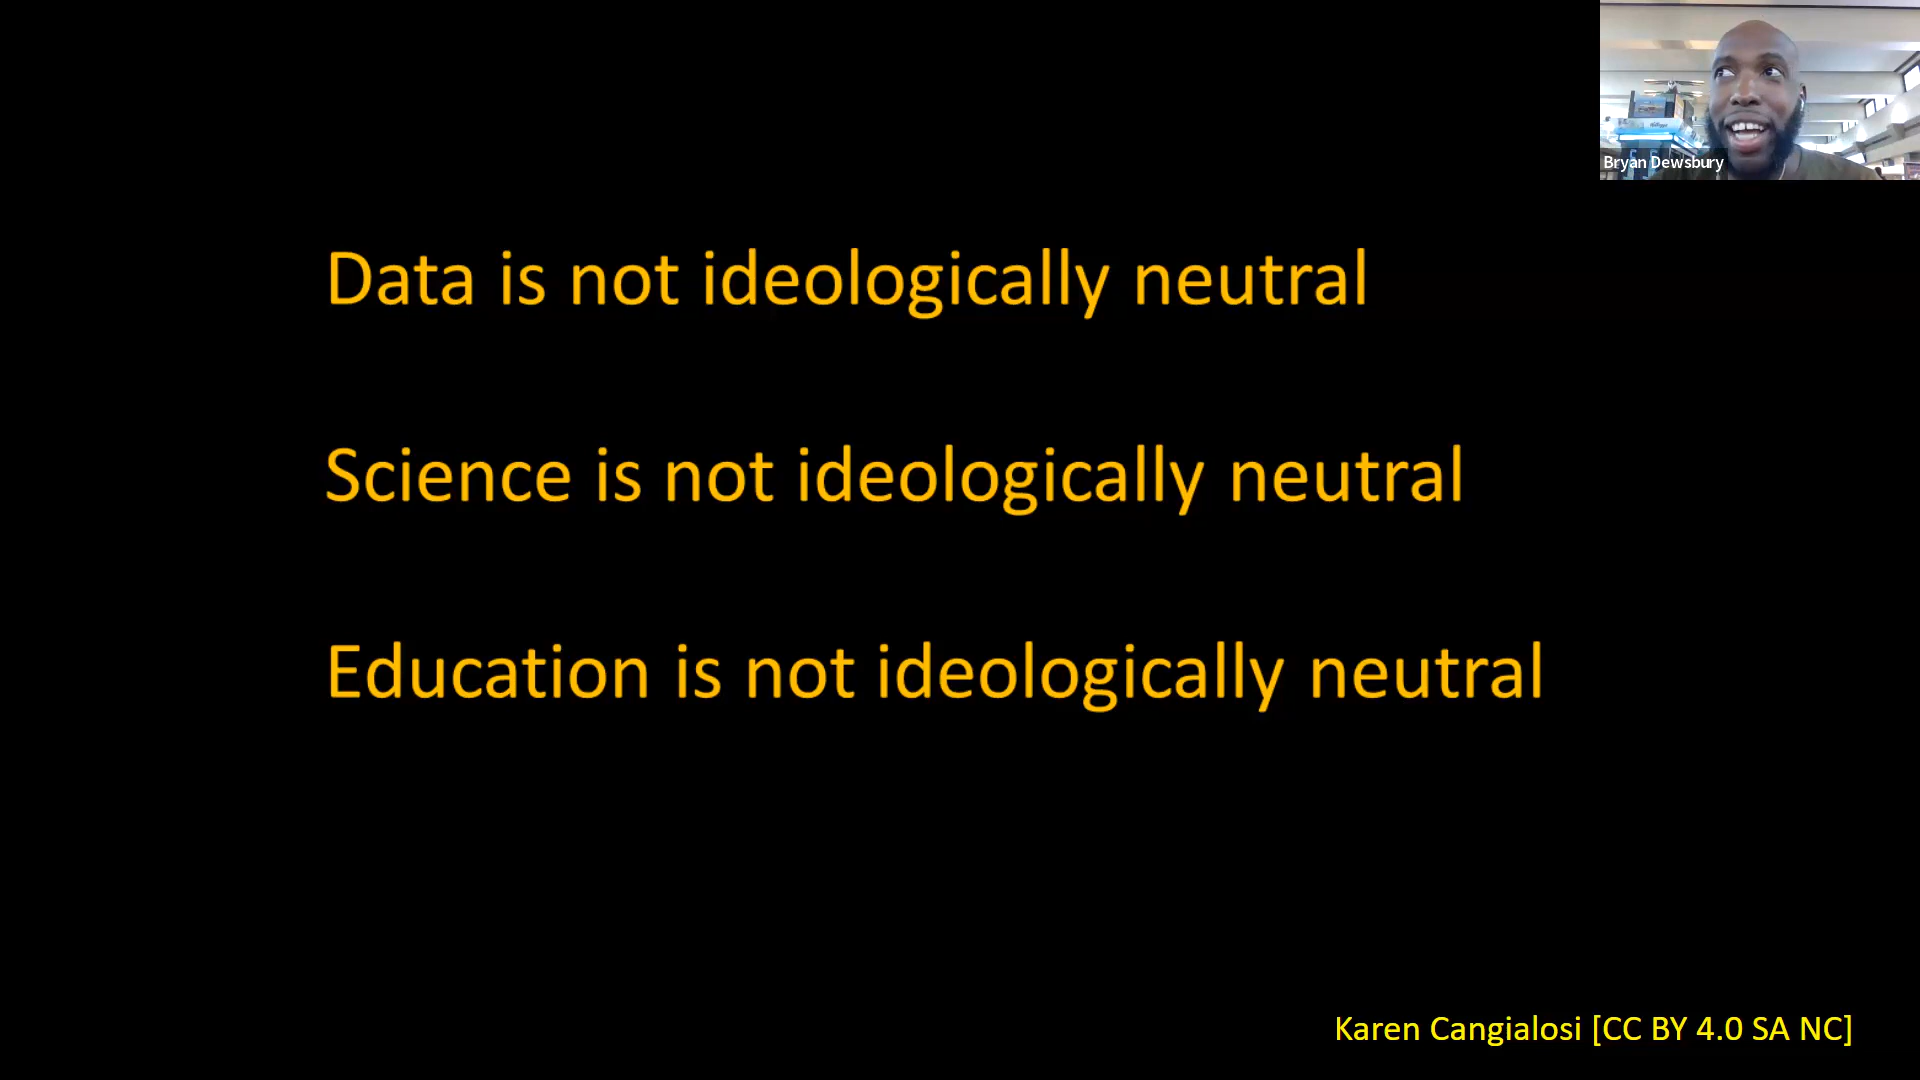 Bryan Dewsbury
Data is not ideologically neutral
Science is not ideologically neutral
Education is not ideologically neutral
Karen Cangialosi [CC BY 4.0 SA NC]